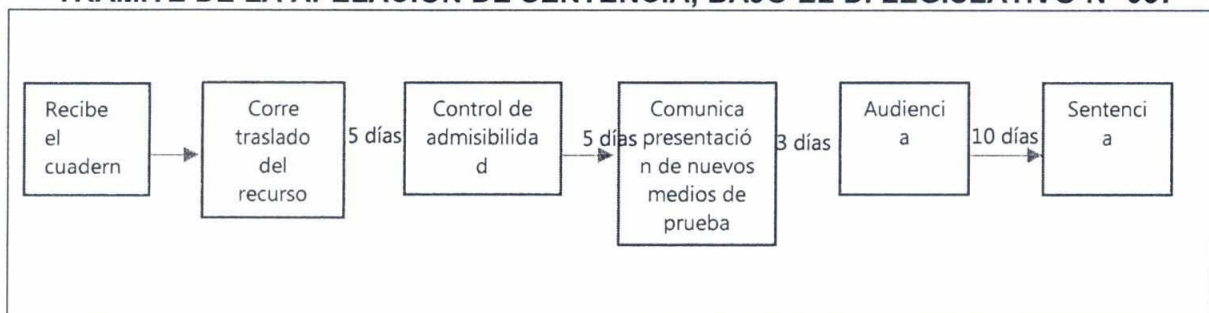 Recibe
el
cuadern
Corre
traslado
del
recurso
5 días
Control de
admisibilida
d
5 días
Comunica
presentació
n de nuevos
medios de
prueba
3 días
Audienci
a
10 días
Sentenci
a